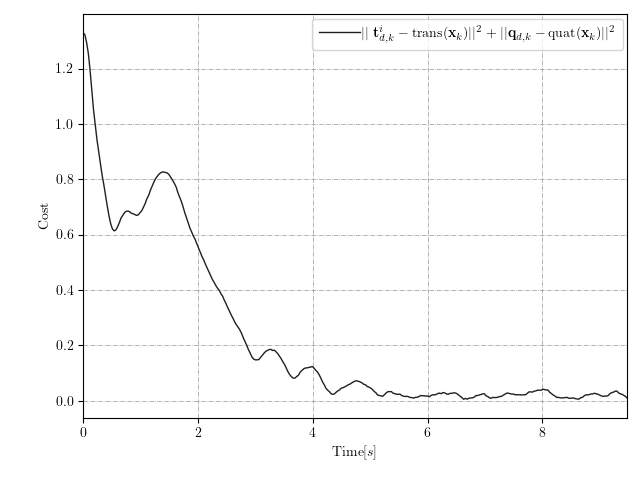 || t^i_{d,k} − trans(x_k)||^2 + ||q_{d,k} − quat(x_k)||^2
1.2
1.0
0.8
0.6
0.4
0.2
0.0
Cost
0 2 4 6 8
Time[s]